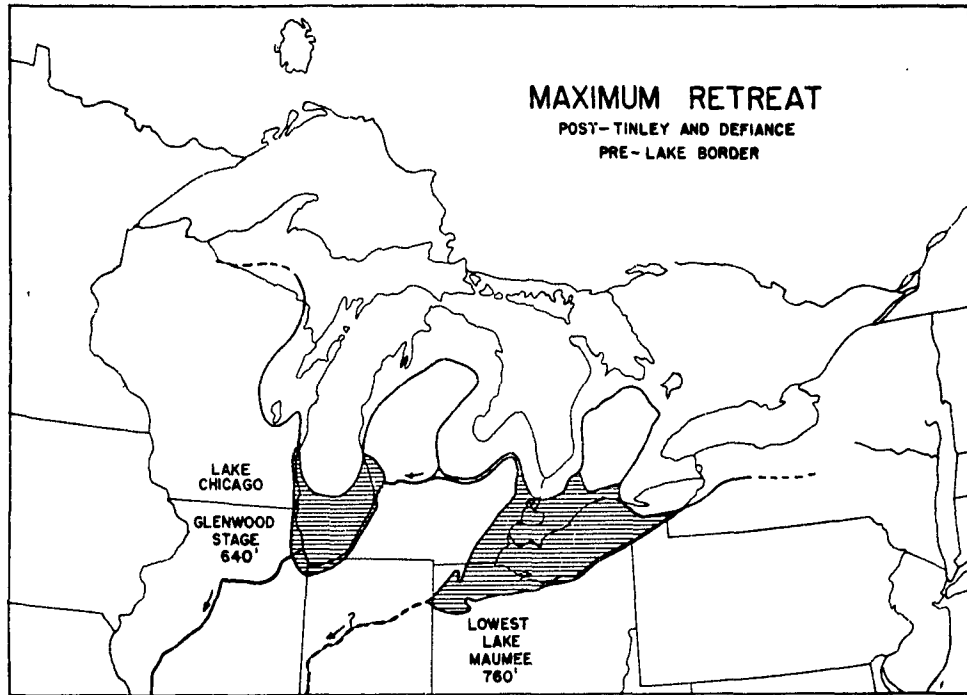 MAXIMUM RETREAT
POST-TINLEY AND DEFIANCE
PRE-LAKE BORDER
LAKE
CHICAGO
GLENWOOD
STAGE
640'
?
LOWEST
LAKE
MAUMEE
760'